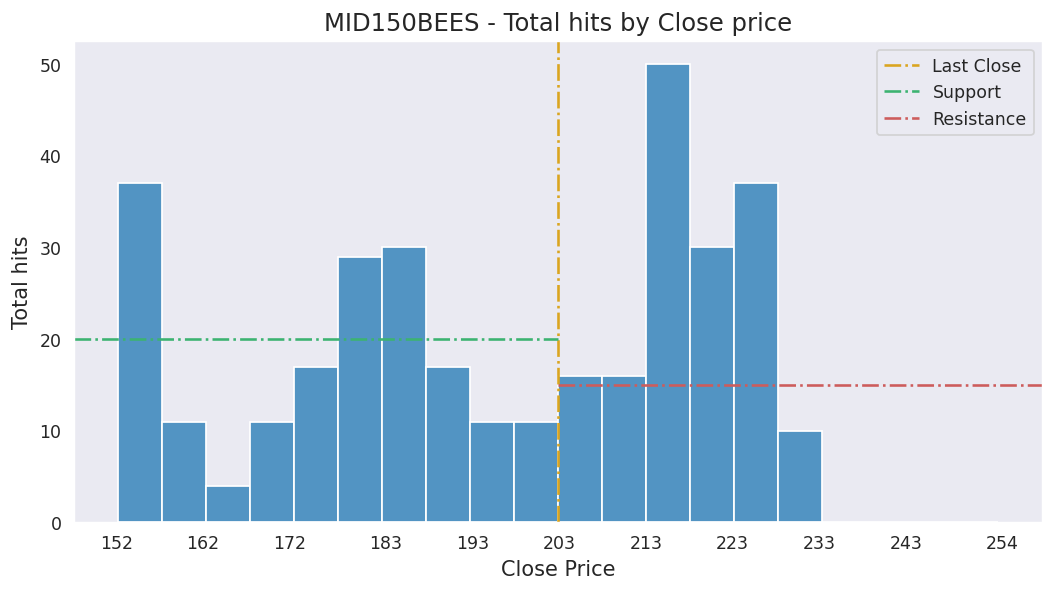 MID150BEES - Total hits by Close price
Last Close
Support
Resistance
Total hits
50
40
30
20
10
0
152 162 172 183 193 203 213 223 233 243 254
Close Price